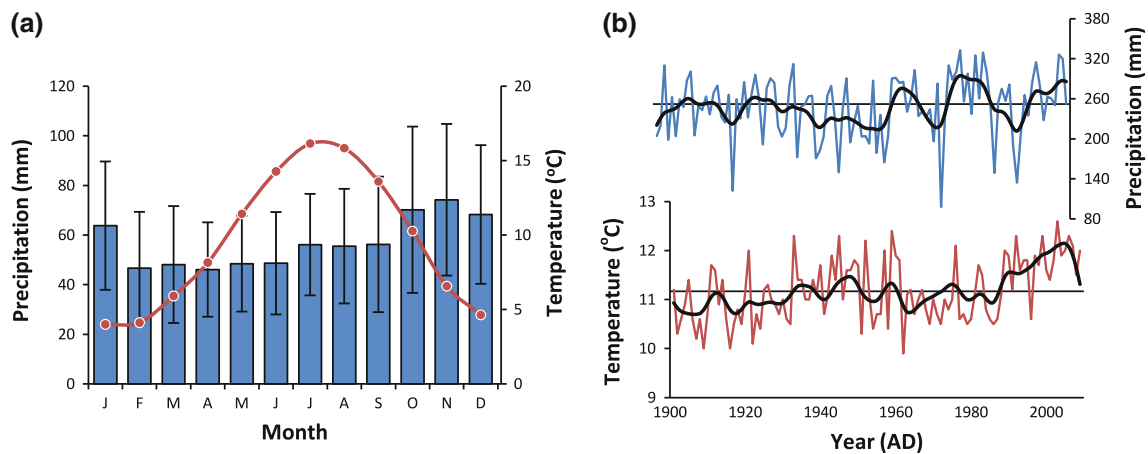 (a)
Precipitation (mm)
120
100
80
60
40
20
0
J F M A M J J A S O N D
Month
20
15
10
5
0
Temperature (°C)
(b)
380
320
260
200
140
80
Precipitation (mm)
13
12
11
10
9
Temperature (°C)
1900 1920 1940 1960 1980 2000
Year (AD)